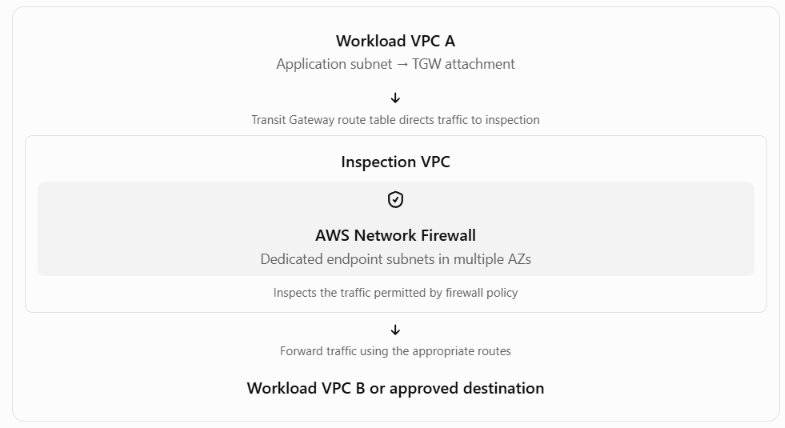 Workload VPC A
Application subnet → TGW attachment
↓
Transit Gateway route table directs traffic to inspection
Inspection VPC
AWS Network Firewall
Dedicated endpoint subnets in multiple AZs
Inspects the traffic permitted by firewall policy
↓
Forward traffic using the appropriate routes
Workload VPC B or approved destination